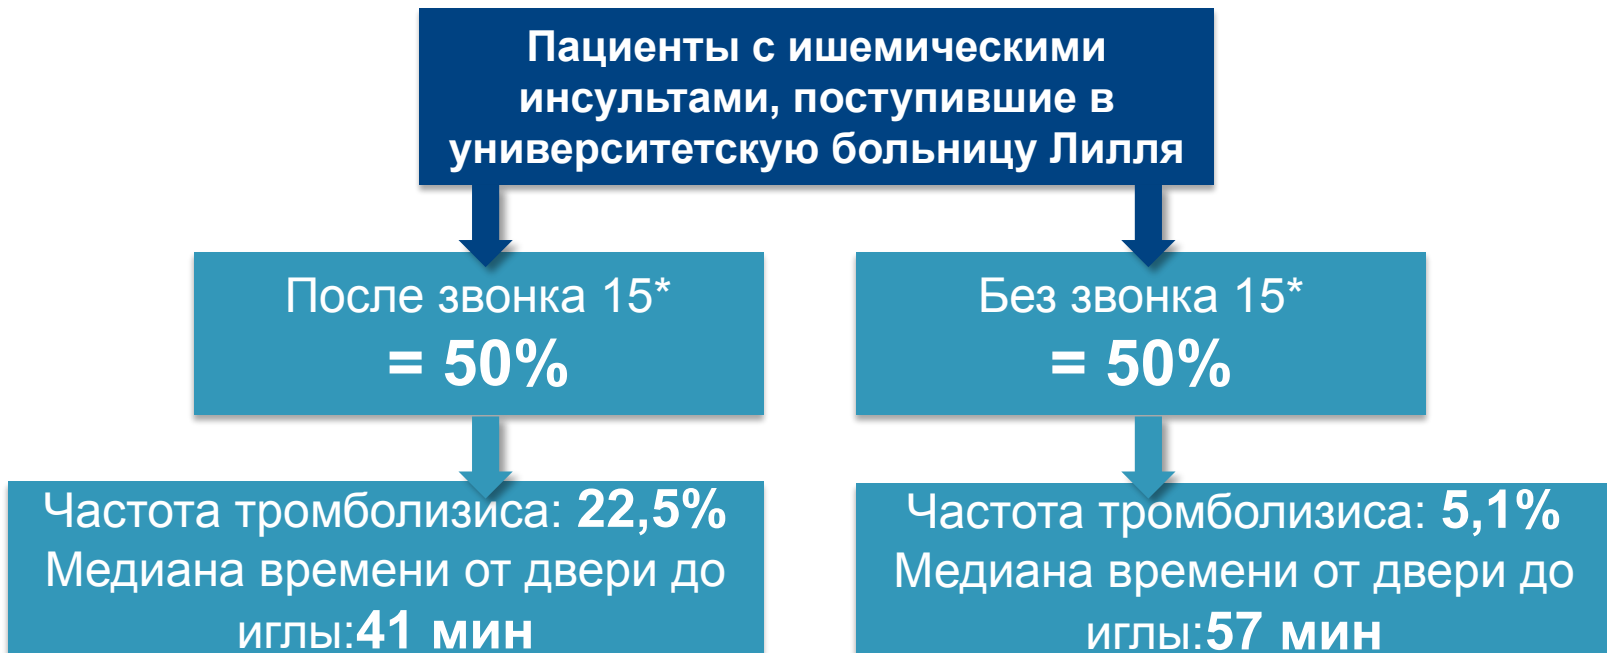 Пациенты с ишемическими
инсультами, поступившие в
университетскую больницу Лилля
После звонка 15*
= 50%
Без звонка 15*
= 50%
Частота тромболизиса: 22,5%
Медиана времени от двери до
иглы:41 мин
Частота тромболизиса: 5,1%
Медиана времени от двери до
иглы:57 мин